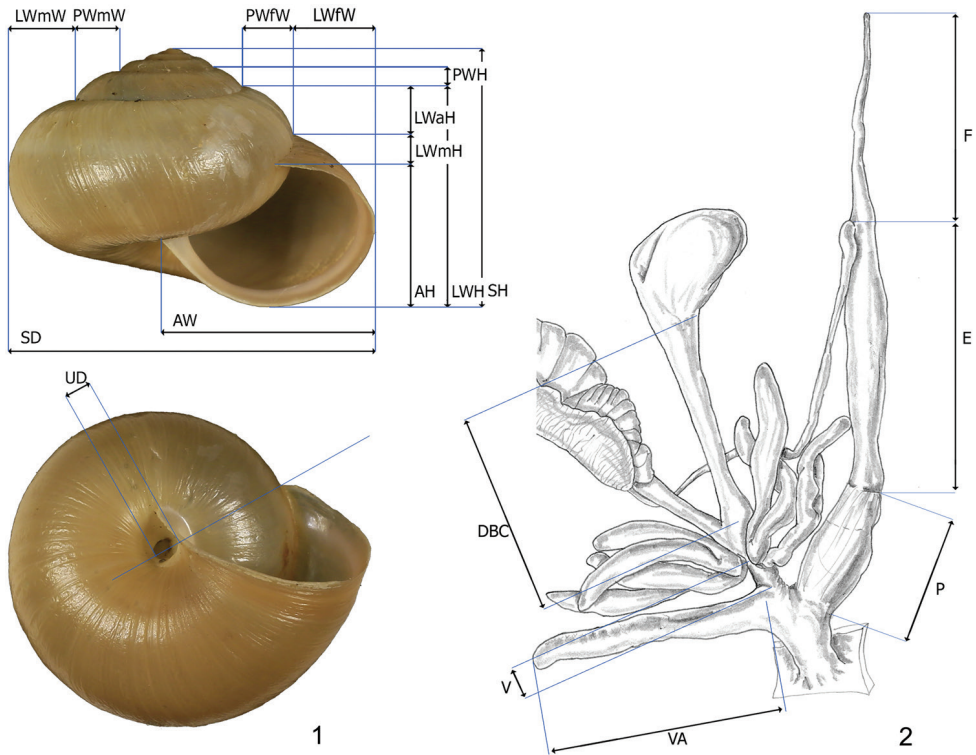 LWmW PWmW PWfW LWfW
PWH
LWaH
LWmH
AH LWH SH
AW
SD
UD
1
F
E
DBC
P
V
VA
2